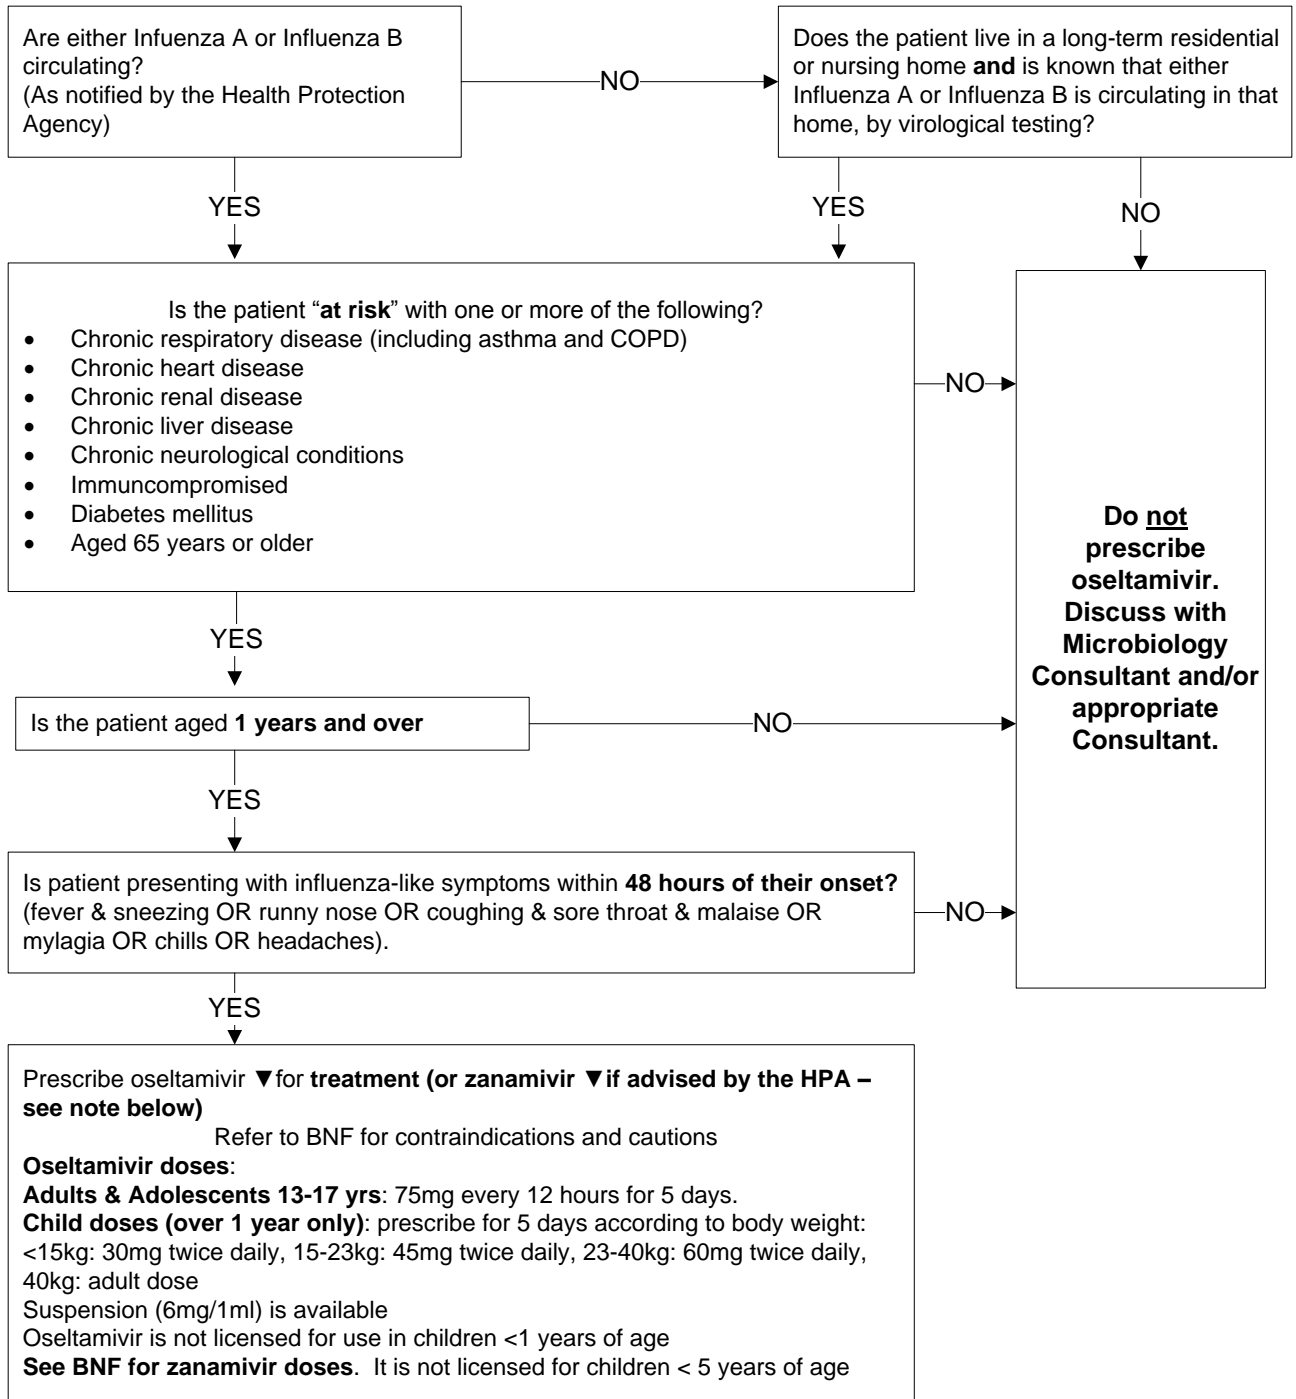 Are either Infuenza A or Influenza B
circulating?
(As notified by the Health Protection
Agency)
NO
Does the patient live in a long-term residential
or nursing home and is known that either
Influenza A or Influenza B is circulating in that
home, by virological testing?
YES
YES
NO
Is the patient “at risk” with one or more of the following?
• Chronic respiratory disease (including asthma and COPD)
• Chronic heart disease
• Chronic renal disease
• Chronic liver disease
• Chronic neurological conditions
• Immuncompromised
• Diabetes mellitus
• Aged 65 years or older
NO
Do not
prescribe
oseltamivir.
Discuss with
Microbiology
Consultant and/or
appropriate
Consultant.
YES
Is the patient aged 1 years and over
NO
YES
Is patient presenting with influenza-like symptoms within 48 hours of their onset?
(fever & sneezing OR runny nose OR coughing & sore throat & malaise OR
mylagia OR chills OR headaches).
NO
YES
Prescribe oseltamivir ▼for treatment (or zanamivir ▼if advised by the HPA –
see note below)
Refer to BNF for contraindications and cautions
Oseltamivir doses:
Adults & Adolescents 13-17 yrs: 75mg every 12 hours for 5 days.
Child doses (over 1 year only): prescribe for 5 days according to body weight:
<15kg: 30mg twice daily, 15-23kg: 45mg twice daily, 23-40kg: 60mg twice daily,
40kg: adult dose
Suspension (6mg/1ml) is available
Oseltamivir is not licensed for use in children <1 years of age
See BNF for zanamivir doses.  It is not licensed for children < 5 years of age